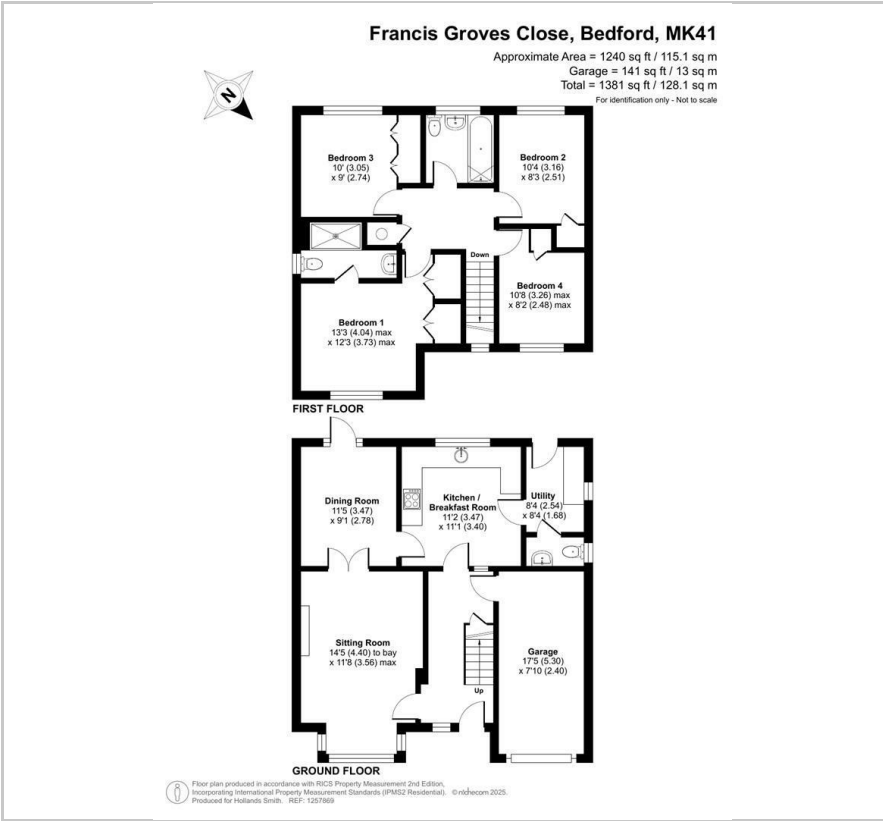 Francis Groves Close, Bedford, MK41
Approximate Area = 1240 sq ft / 115.1 sq m
Garage = 141 sq ft / 13 sq m
Total = 1381 sq ft / 128.1 sq m
For identification only - Not to scale
N
Bedroom 3
10' (3.05)
x 9' (2.74)
Bedroom 2
10'4 (3.16)
x 8'3 (2.51)
Down
Bedroom 4
10'8 (3.26) max
x 8'2 (2.48) max
Bedroom 1
13'3 (4.04) max
x 12'3 (3.73) max
FIRST FLOOR
Dining Room
11'5 (3.47)
x 9'1 (2.78)
Kitchen /
Breakfast Room
11'2 (3.47)
x 11'1 (3.40)
Utility
8'4 (2.54)
x 8'4 (1.68)
Sitting Room
14'5 (4.40) to bay
x 11'8 (3.56) max
Up
Garage
17'5 (5.30)
x 7'10 (2.40)
GROUND FLOOR
Floor plan produced in accordance with RICS Property Measurement 2nd Edition,
Incorporating International Property Measurement Standards (IPMS2 Residential). © nichecom 2025.
Produced for Hollands Smith. REF: 1257869